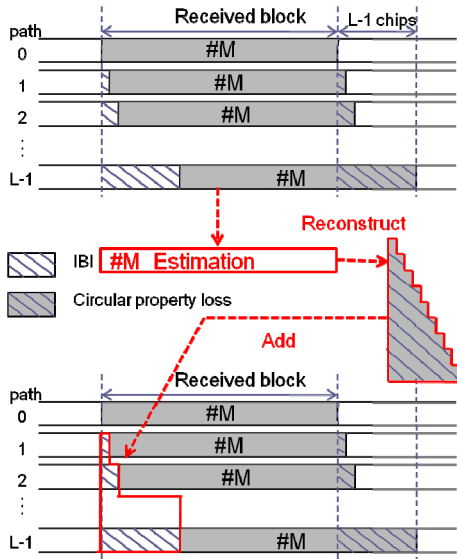 Received block
L-1 chips
path
0
#M
1
#M
2
#M
⋮
L-1
#M
Reconstruct
#M Estimation
IBI
Circular property loss
Add
Received block
path
0
#M
1
#M
2
#M
⋮
L-1
#M